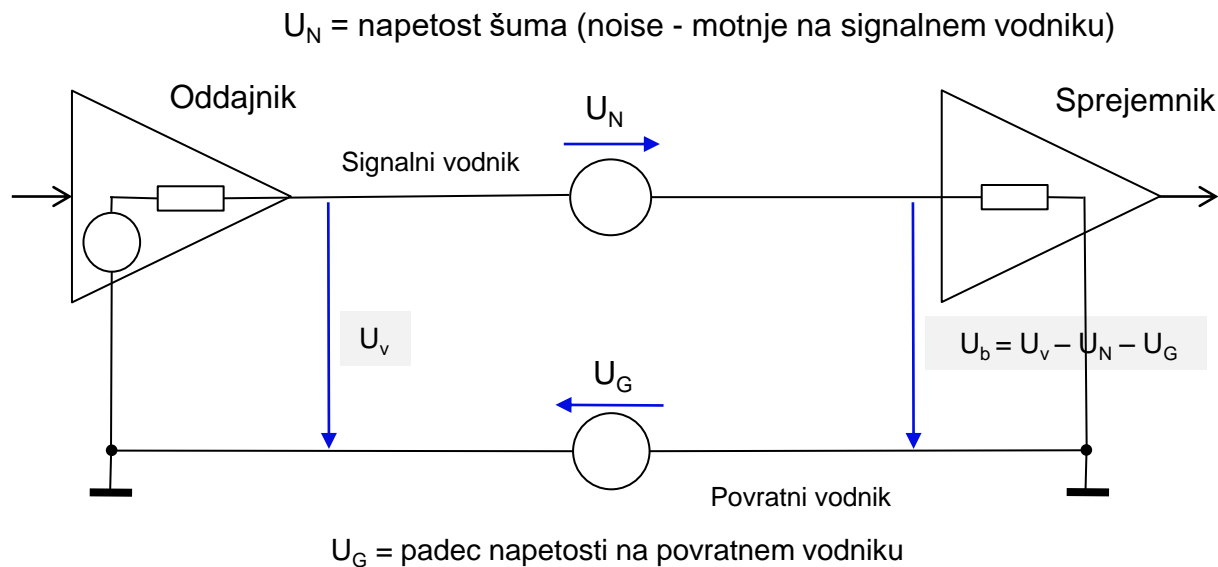 U_N = napetost šuma (noise - motnje na signalnem vodniku)
Oddajnik
Sprejemnik
U_N
Signalni vodnik
U_v
U_b = U_v – U_N – U_G
U_G
Povratni vodnik
U_G = padec napetosti na povratnem vodniku